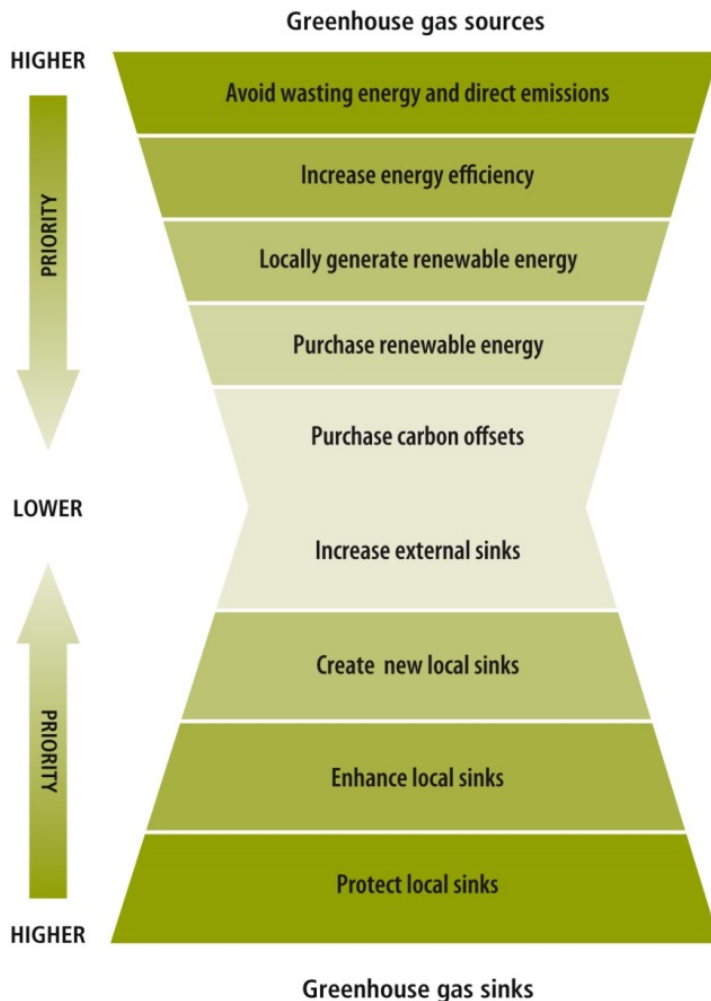 Greenhouse gas sources
HIGHER
Avoid wasting energy and direct emissions
Increase energy efficiency
PRIORITY
Locally generate renewable energy
Purchase renewable energy
Purchase carbon offsets
LOWER
Increase external sinks
Create new local sinks
PRIORITY
Enhance local sinks
Protect local sinks
HIGHER
Greenhouse gas sinks